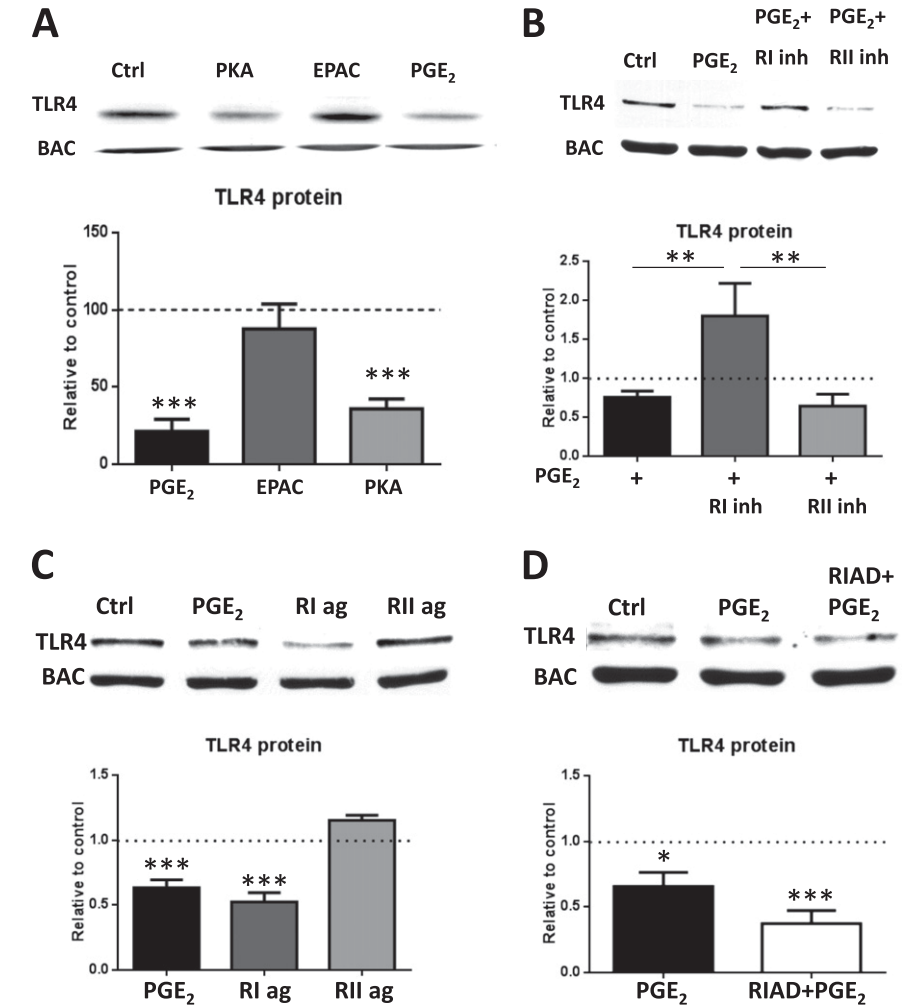 A
Ctrl PKA EPAC PGE2
TLR4
BAC
TLR4 protein
Relative to control
150
100
50
0
***
***
PGE2 EPAC PKA
B
PGE2+ PGE2+
Ctrl PGE2 RI inh RII inh
TLR4
BAC
TLR4 protein
Relative to control
2.5
2.0
1.5
1.0
0.5
0.0
** **
PGE2 + + +
RI inh RII inh
C
Ctrl PGE2 RI ag RII ag
TLR4
BAC
TLR4 protein
Relative to control
1.5
1.0
0.5
0.0
*** ***
PGE2 RI ag RII ag
D
RIAD+
Ctrl PGE2 PGE2
TLR4
BAC
TLR4 protein
Relative to control
1.5
1.0
0.5
0.0
*
***
PGE2 RIAD+PGE2